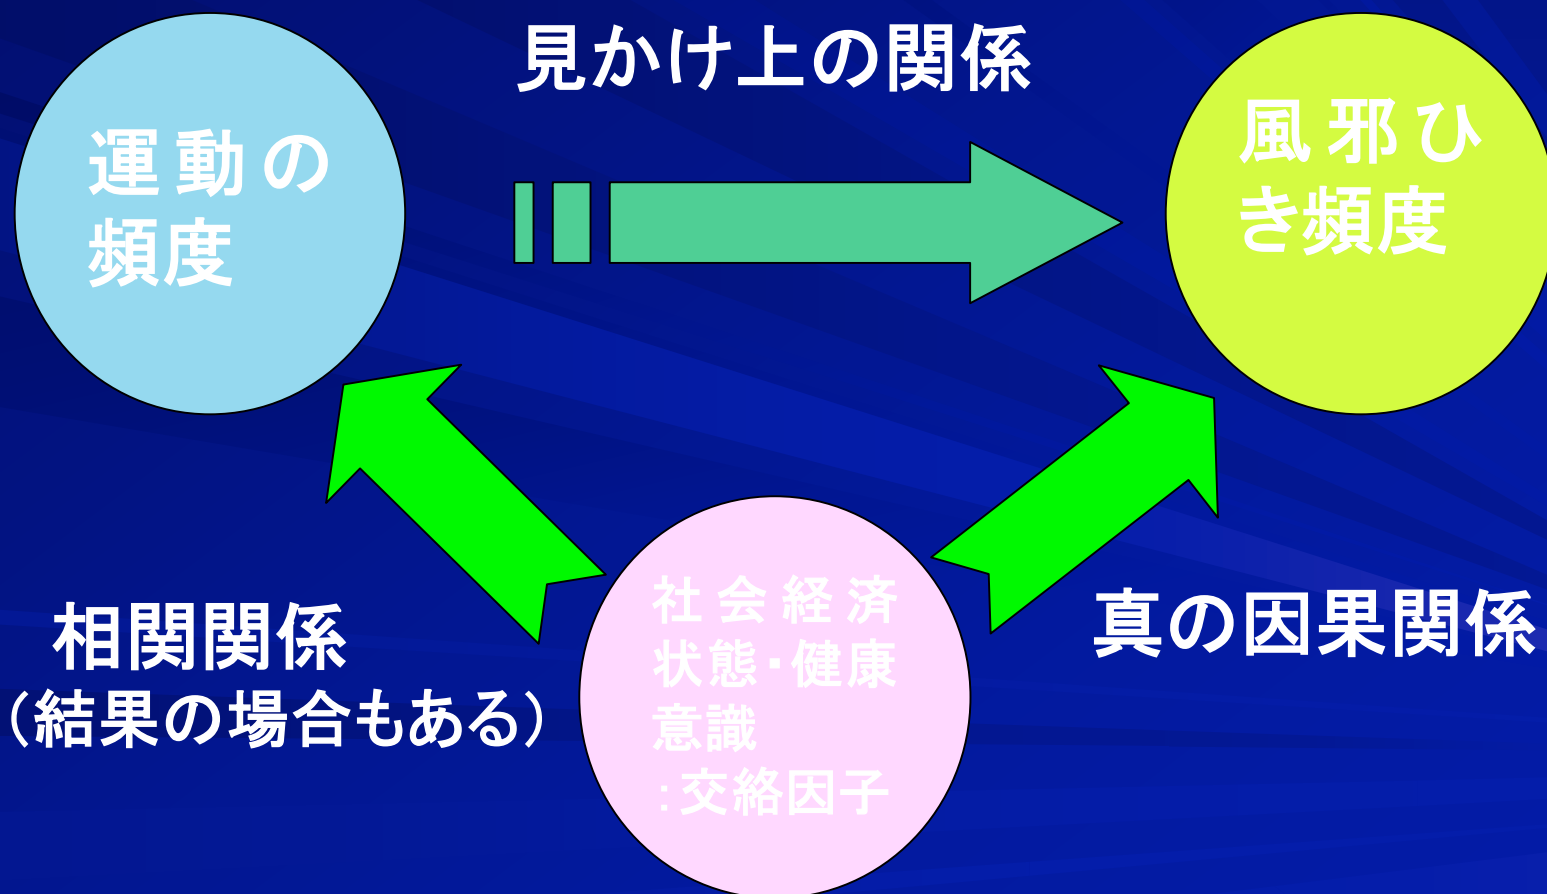 見かけ上の関係
運動の
頻度
風邪ひ
き頻度
相関関係
（結果の場合もある）
社会経済
状態・健康
意識
：交絡因子
真の因果関係